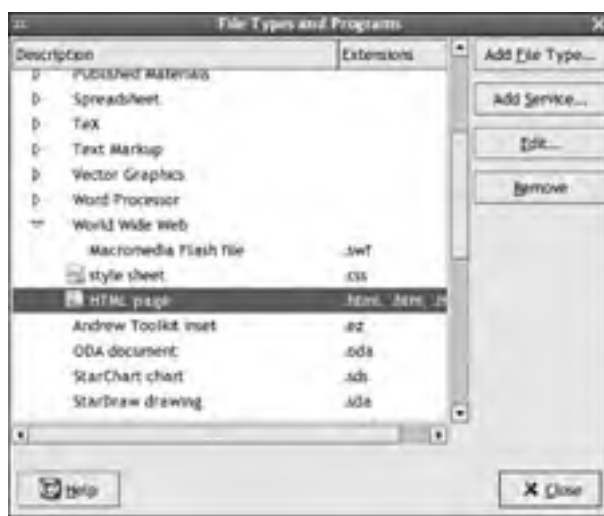 File Types and Programs
Description Extensions
Published Materials
Spreadsheet
TeX
Text Markup
Vector Graphics
Word Processor
World Wide Web
Macromedia Flash file .swf
style sheet .css
HTML page .html, .htm,
Andrew Toolkit inset .ez
ODA document .oda
StarChart chart .sds
StarDraw drawing .sda
Add File Type...
Add Service...
Edit...
Remove
Help
Close